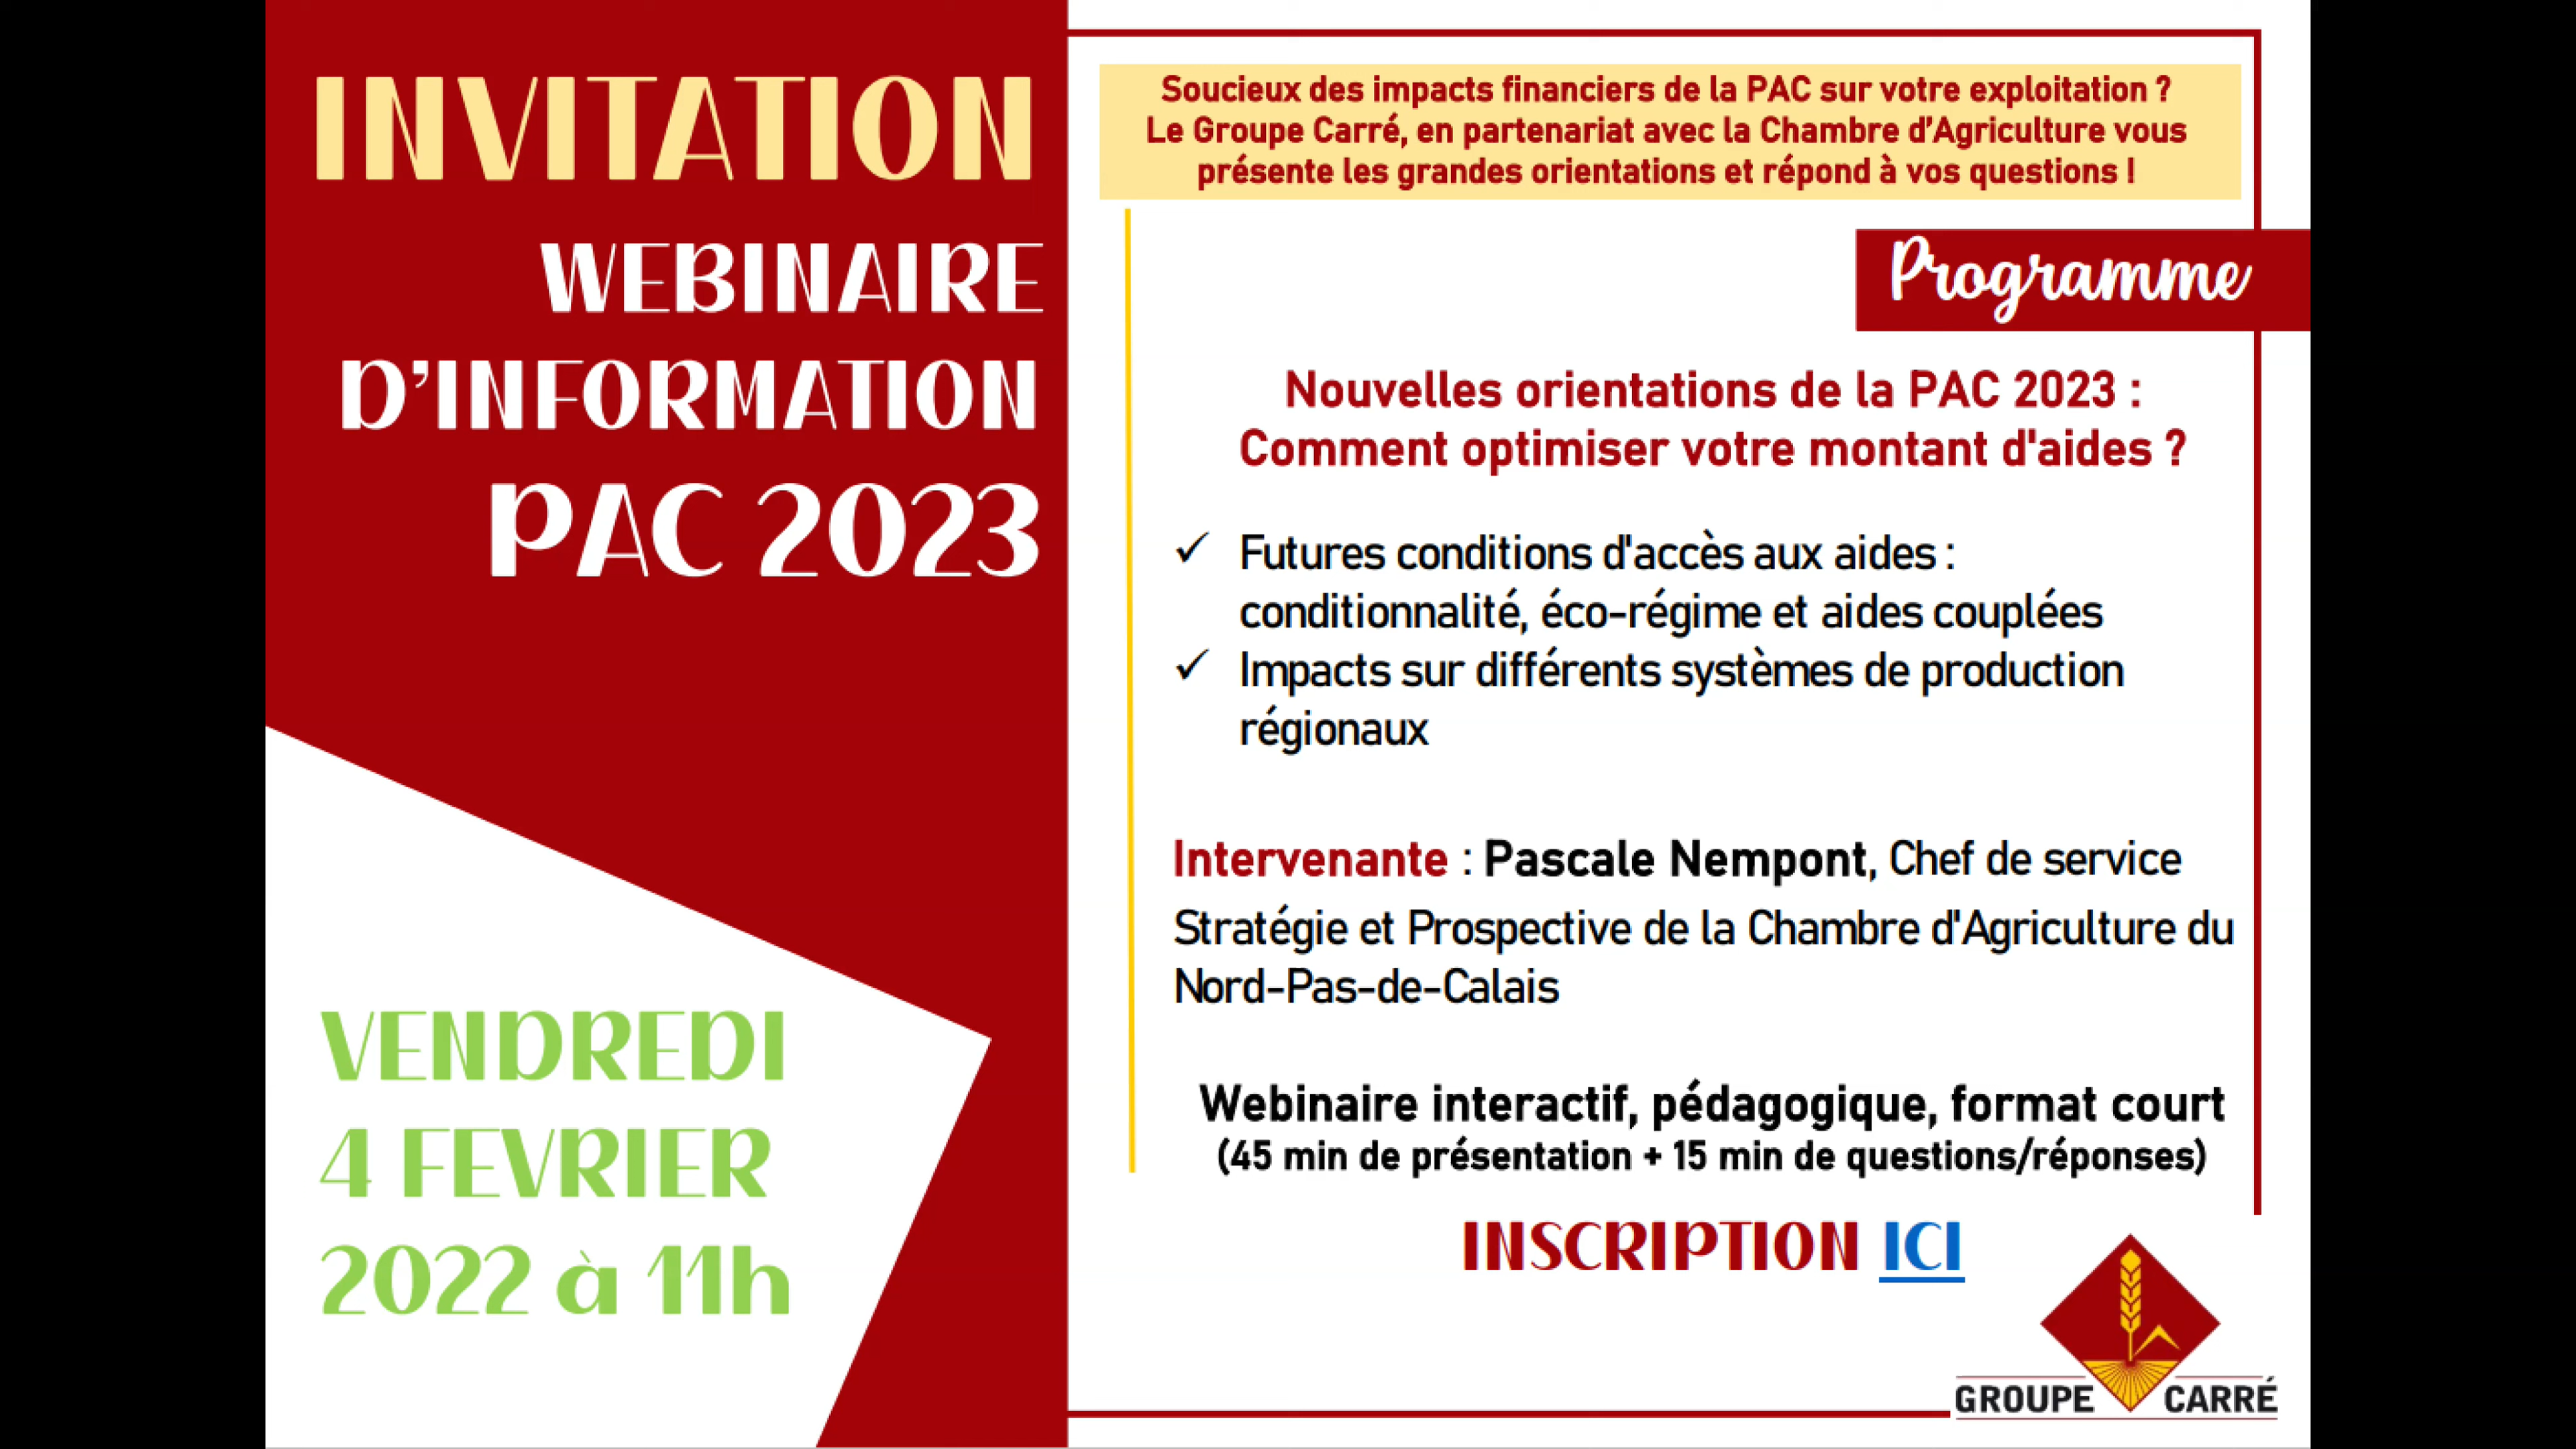 INVITATION
WEBINAIRE
D'INFORMATION
PAC 2023
VENDREDI
4 FEVRIER
2022 à 11h
Soucieux des impacts financiers de la PAC sur votre exploitation ?
Le Groupe Carré, en partenariat avec la Chambre d'Agriculture vous
présente les grandes orientations et répond à vos questions !
Programme
Nouvelles orientations de la PAC 2023 :
Comment optimiser votre montant d'aides ?
✓ Futures conditions d'accès aux aides :
conditionnalité, éco-régime et aides couplées
✓ Impacts sur différents systèmes de production
régionaux
Intervenante : Pascale Nempont, Chef de service
Stratégie et Prospective de la Chambre d'Agriculture du
Nord-Pas-de-Calais
Webinaire interactif, pédagogique, format court
(45 min de présentation + 15 min de questions/réponses)
INSCRIPTION ICI
GROUPE CARRÉ